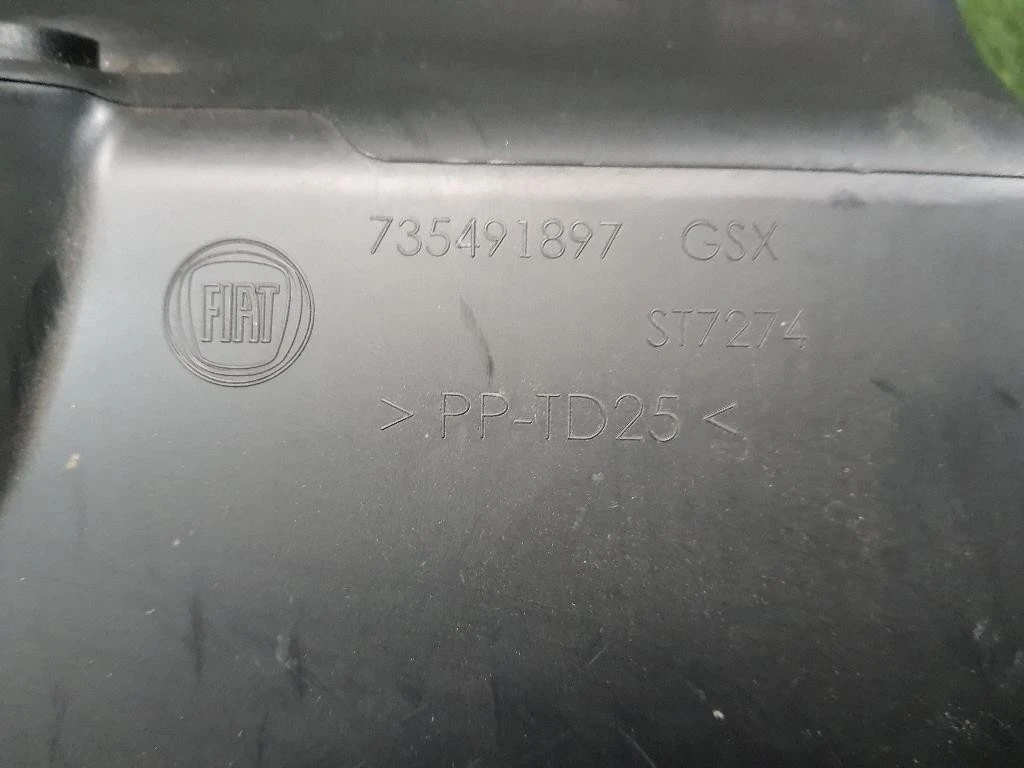 735491897 GSX
FIAT
ST7274
> PP-TD25 <